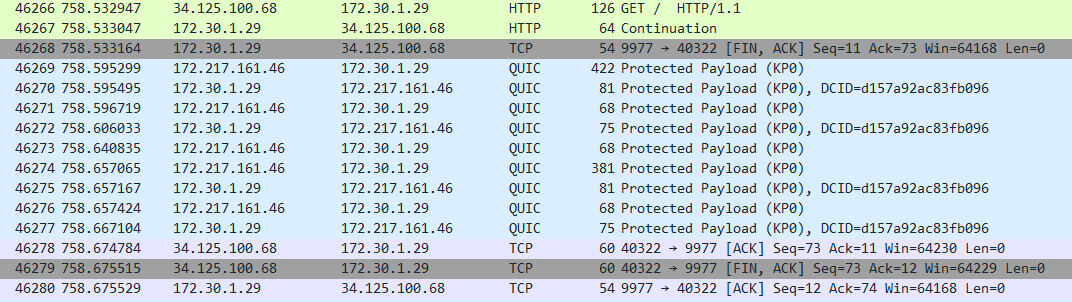 46266 758.532947 34.125.100.68 172.30.1.29 HTTP 126 GET / HTTP/1.1
46267 758.533047 172.30.1.29 34.125.100.68 HTTP 64 Continuation
46268 758.533164 172.30.1.29 34.125.100.68 TCP 54 9977 → 40322 [FIN, ACK] Seq=11 Ack=73 Win=64168 Len=0
46269 758.595299 172.217.161.46 172.30.1.29 QUIC 422 Protected Payload (KP0)
46270 758.595495 172.30.1.29 172.217.161.46 QUIC 81 Protected Payload (KP0), DCID=d157a92ac83fb096
46271 758.596719 172.217.161.46 172.30.1.29 QUIC 68 Protected Payload (KP0)
46272 758.606033 172.30.1.29 172.217.161.46 QUIC 75 Protected Payload (KP0), DCID=d157a92ac83fb096
46273 758.640835 172.217.161.46 172.30.1.29 QUIC 68 Protected Payload (KP0)
46274 758.657065 172.217.161.46 172.30.1.29 QUIC 381 Protected Payload (KP0)
46275 758.657167 172.30.1.29 172.217.161.46 QUIC 81 Protected Payload (KP0), DCID=d157a92ac83fb096
46276 758.657424 172.217.161.46 172.30.1.29 QUIC 68 Protected Payload (KP0)
46277 758.667104 172.30.1.29 172.217.161.46 QUIC 75 Protected Payload (KP0), DCID=d157a92ac83fb096
46278 758.674784 34.125.100.68 172.30.1.29 TCP 60 40322 → 9977 [ACK] Seq=73 Ack=11 Win=64230 Len=0
46279 758.675515 34.125.100.68 172.30.1.29 TCP 60 40322 → 9977 [FIN, ACK] Seq=73 Ack=12 Win=64229 Len=0
46280 758.675529 172.30.1.29 34.125.100.68 TCP 54 9977 → 40322 [ACK] Seq=12 Ack=74 Win=64168 Len=0